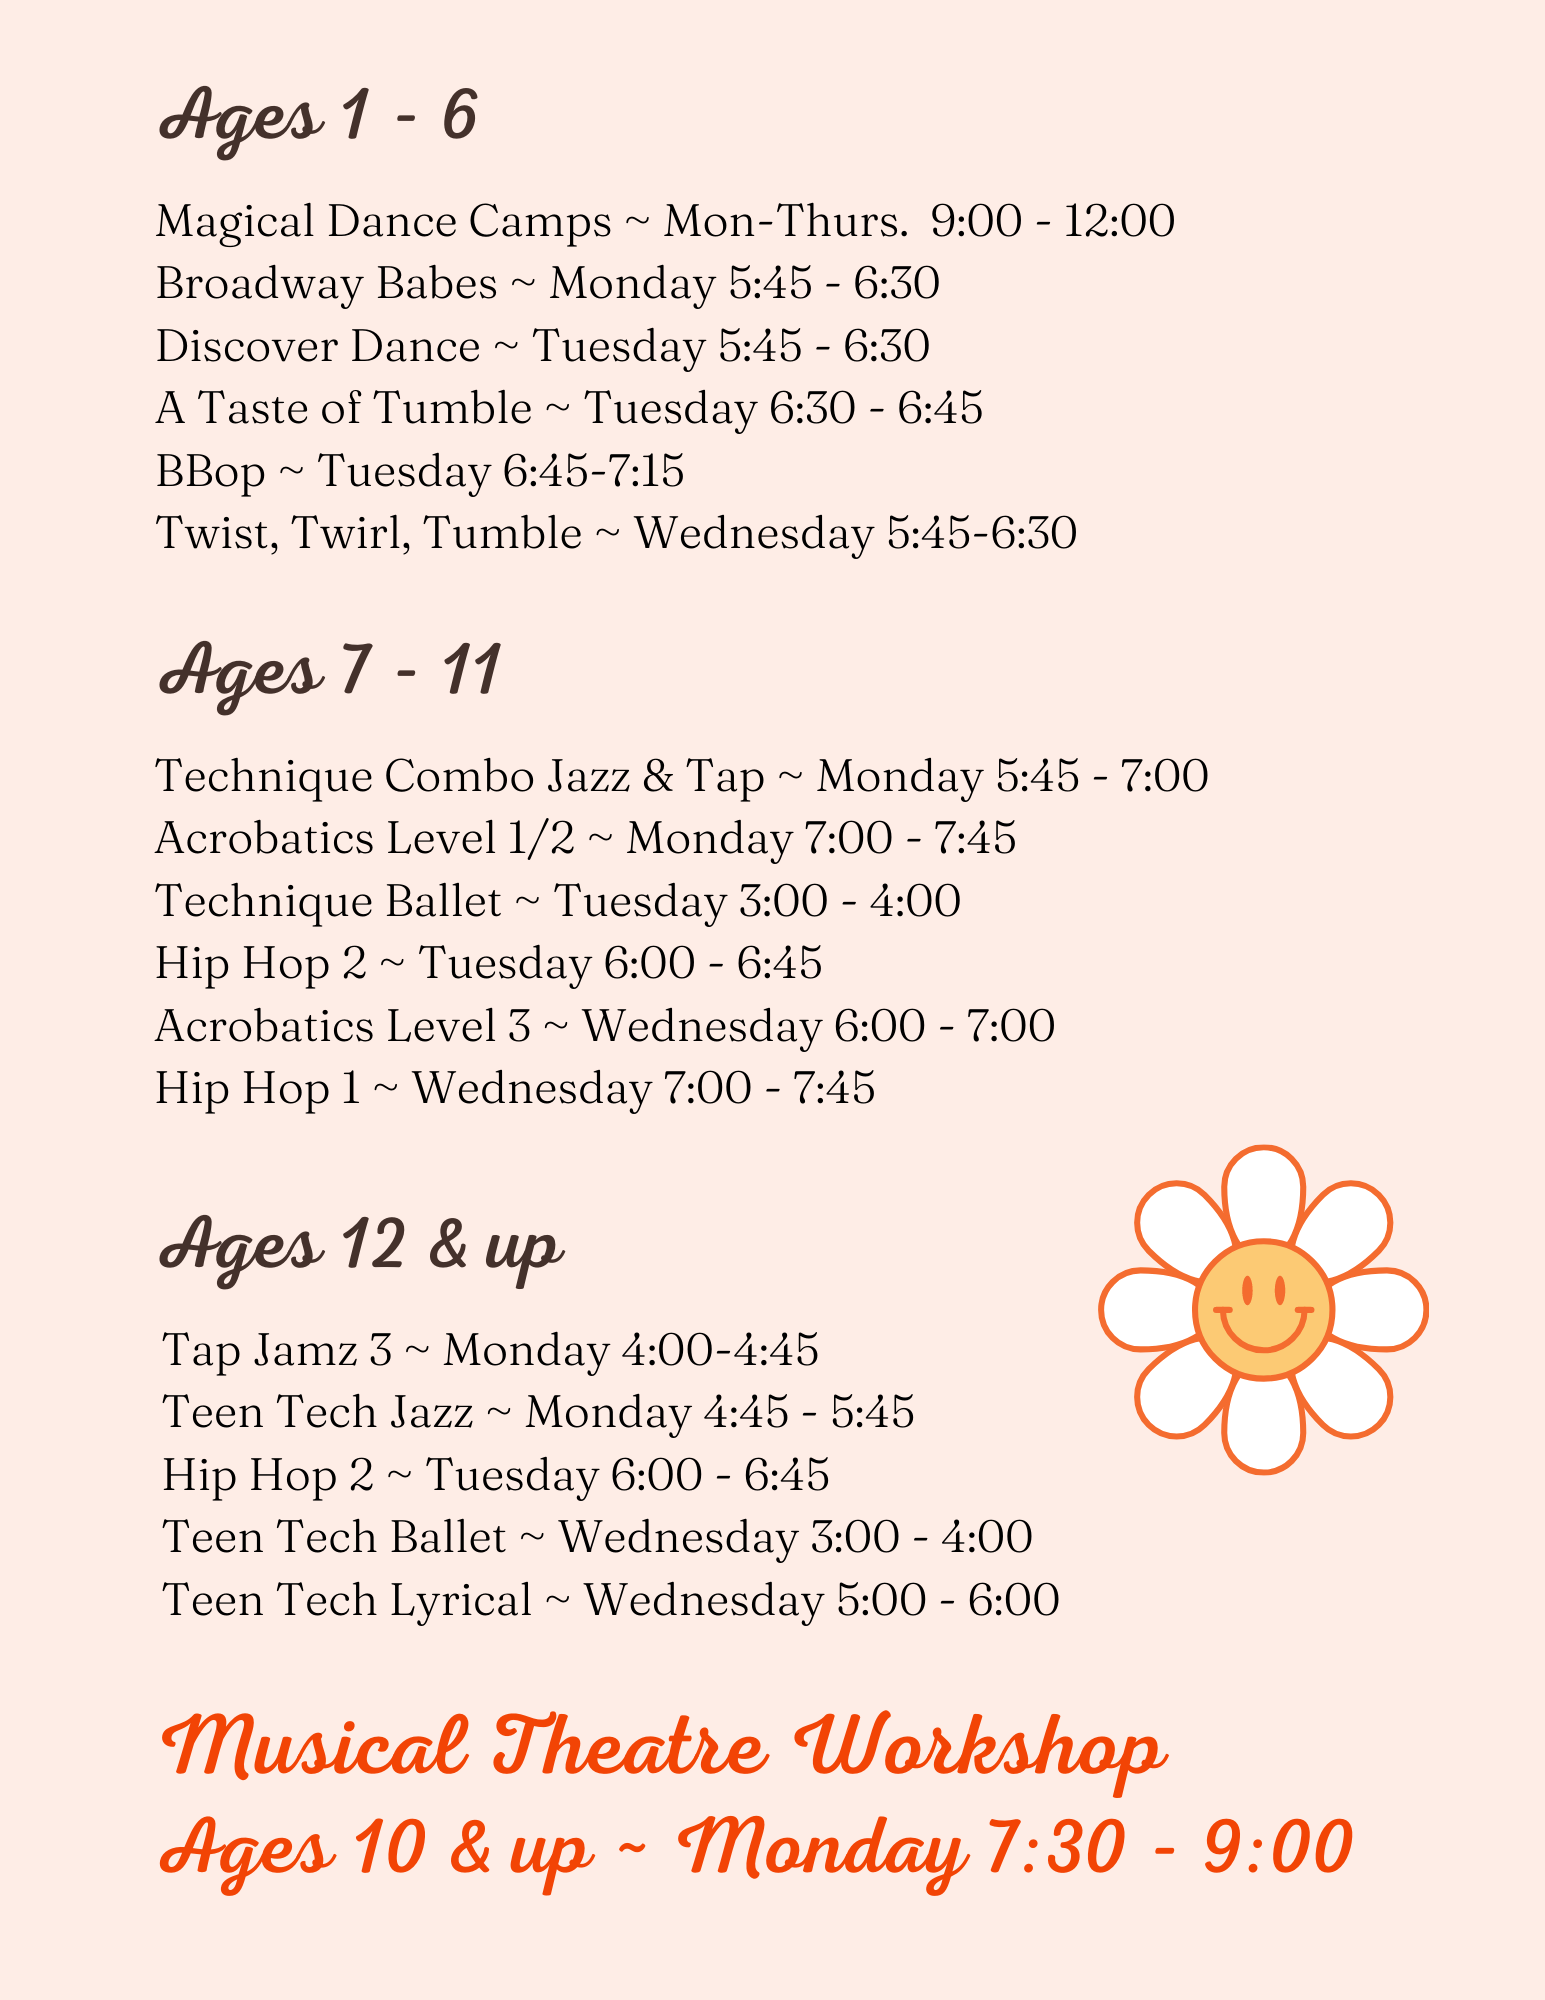 Ages 1 - 6
Magical Dance Camps ~ Mon-Thurs.  9:00 - 12:00
Broadway Babes ~ Monday 5:45 - 6:30
Discover Dance ~ Tuesday 5:45 - 6:30
A Taste of Tumble ~ Tuesday 6:30 - 6:45
BBop ~ Tuesday 6:45-7:15
Twist, Twirl, Tumble ~ Wednesday 5:45-6:30
Ages 7 - 11
Technique Combo Jazz & Tap ~ Monday 5:45 - 7:00
Acrobatics Level 1/2 ~ Monday 7:00 - 7:45
Technique Ballet ~ Tuesday 3:00 - 4:00
Hip Hop 2 ~ Tuesday 6:00 - 6:45
Acrobatics Level 3 ~ Wednesday 6:00 - 7:00
Hip Hop 1 ~ Wednesday 7:00 - 7:45
Ages 12 & up
Tap Jamz 3 ~ Monday 4:00-4:45
Teen Tech Jazz ~ Monday 4:45 - 5:45
Hip Hop 2 ~ Tuesday 6:00 - 6:45
Teen Tech Ballet ~ Wednesday 3:00 - 4:00
Teen Tech Lyrical ~ Wednesday 5:00 - 6:00
Musical Theatre Workshop
Ages 10 & up ~ Monday 7:30 - 9:00